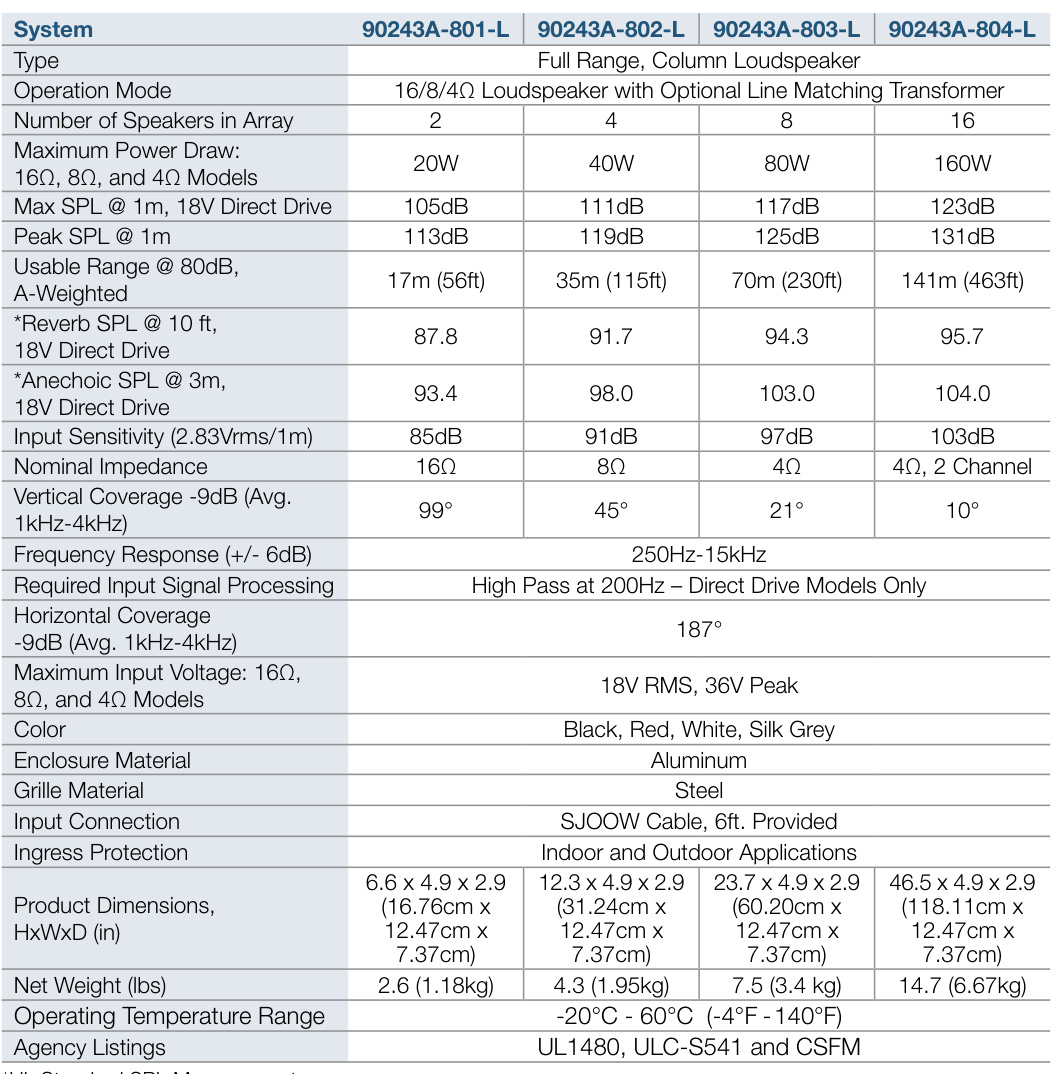 System 90243A-801-L 90243A-802-L 90243A-803-L 90243A-804-L
Type Full Range, Column Loudspeaker
Operation Mode 16/8/4Ω Loudspeaker with Optional Line Matching Transformer
Number of Speakers in Array 2 4 8 16
Maximum Power Draw:
16Ω, 8Ω, and 4Ω Models 20W 40W 80W 160W
Max SPL @ 1m, 18V Direct Drive 105dB 111dB 117dB 123dB
Peak SPL @ 1m 113dB 119dB 125dB 131dB
Usable Range @ 80dB,
A-Weighted 17m (56ft) 35m (115ft) 70m (230ft) 141m (463ft)
*Reverb SPL @ 10 ft,
18V Direct Drive 87.8 91.7 94.3 95.7
*Anechoic SPL @ 3m,
18V Direct Drive 93.4 98.0 103.0 104.0
Input Sensitivity (2.83Vrms/1m) 85dB 91dB 97dB 103dB
Nominal Impedance 16Ω 8Ω 4Ω 4Ω, 2 Channel
Vertical Coverage -9dB (Avg.
1kHz-4kHz) 99° 45° 21° 10°
Frequency Response (+/- 6dB) 250Hz-15kHz
Required Input Signal Processing High Pass at 200Hz – Direct Drive Models Only
Horizontal Coverage
-9dB (Avg. 1kHz-4kHz) 187°
Maximum Input Voltage: 16Ω,
8Ω, and 4Ω Models 18V RMS, 36V Peak
Color Black, Red, White, Silk Grey
Enclosure Material Aluminum
Grille Material Steel
Input Connection SJOOW Cable, 6ft. Provided
Ingress Protection Indoor and Outdoor Applications
Product Dimensions,
HxWxD (in)
6.6 x 4.9 x 2.9 12.3 x 4.9 x 2.9 23.7 x 4.9 x 2.9 46.5 x 4.9 x 2.9
(16.76cm x (31.24cm x (60.20cm x (118.11cm x
12.47cm x 12.47cm x 12.47cm x 12.47cm x
7.37cm) 7.37cm) 7.37cm) 7.37cm)
Net Weight (lbs) 2.6 (1.18kg) 4.3 (1.95kg) 7.5 (3.4 kg) 14.7 (6.67kg)
Operating Temperature Range -20°C - 60°C (-4°F - 140°F)
Agency Listings UL1480, ULC-S541 and CSFM